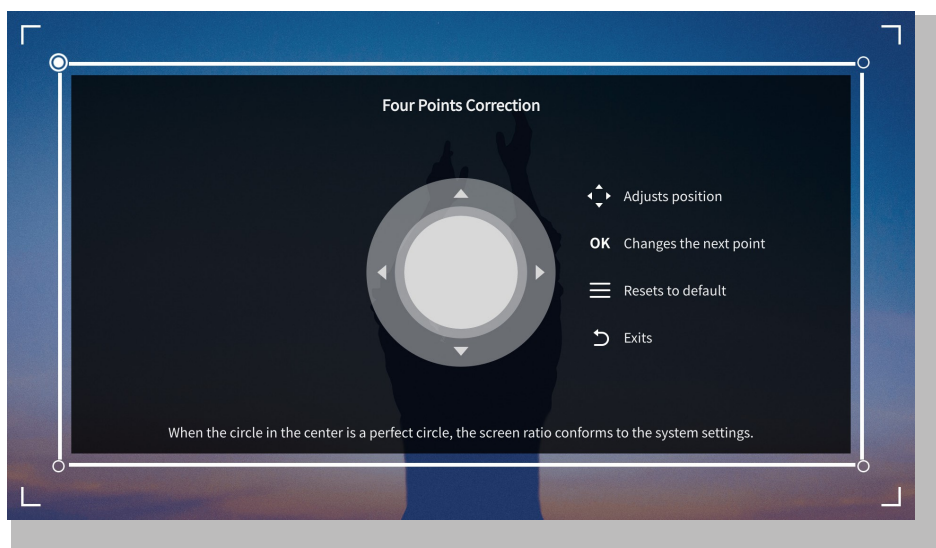 Four Points Correction
Adjusts position
OK Changes the next point
Resets to default
Exits
When the circle in the center is a perfect circle, the screen ratio conforms to the system settings.